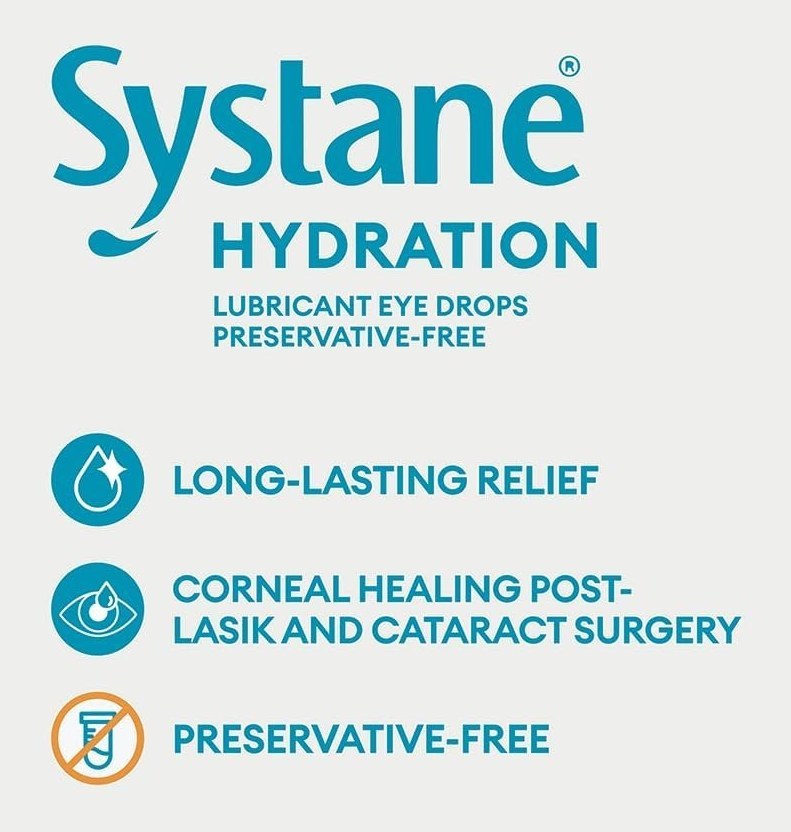 Systane®
HYDRATION
LUBRICANT EYE DROPS
PRESERVATIVE-FREE
LONG-LASTING RELIEF
CORNEAL HEALING POST-
LASIK AND CATARACT SURGERY
PRESERVATIVE-FREE